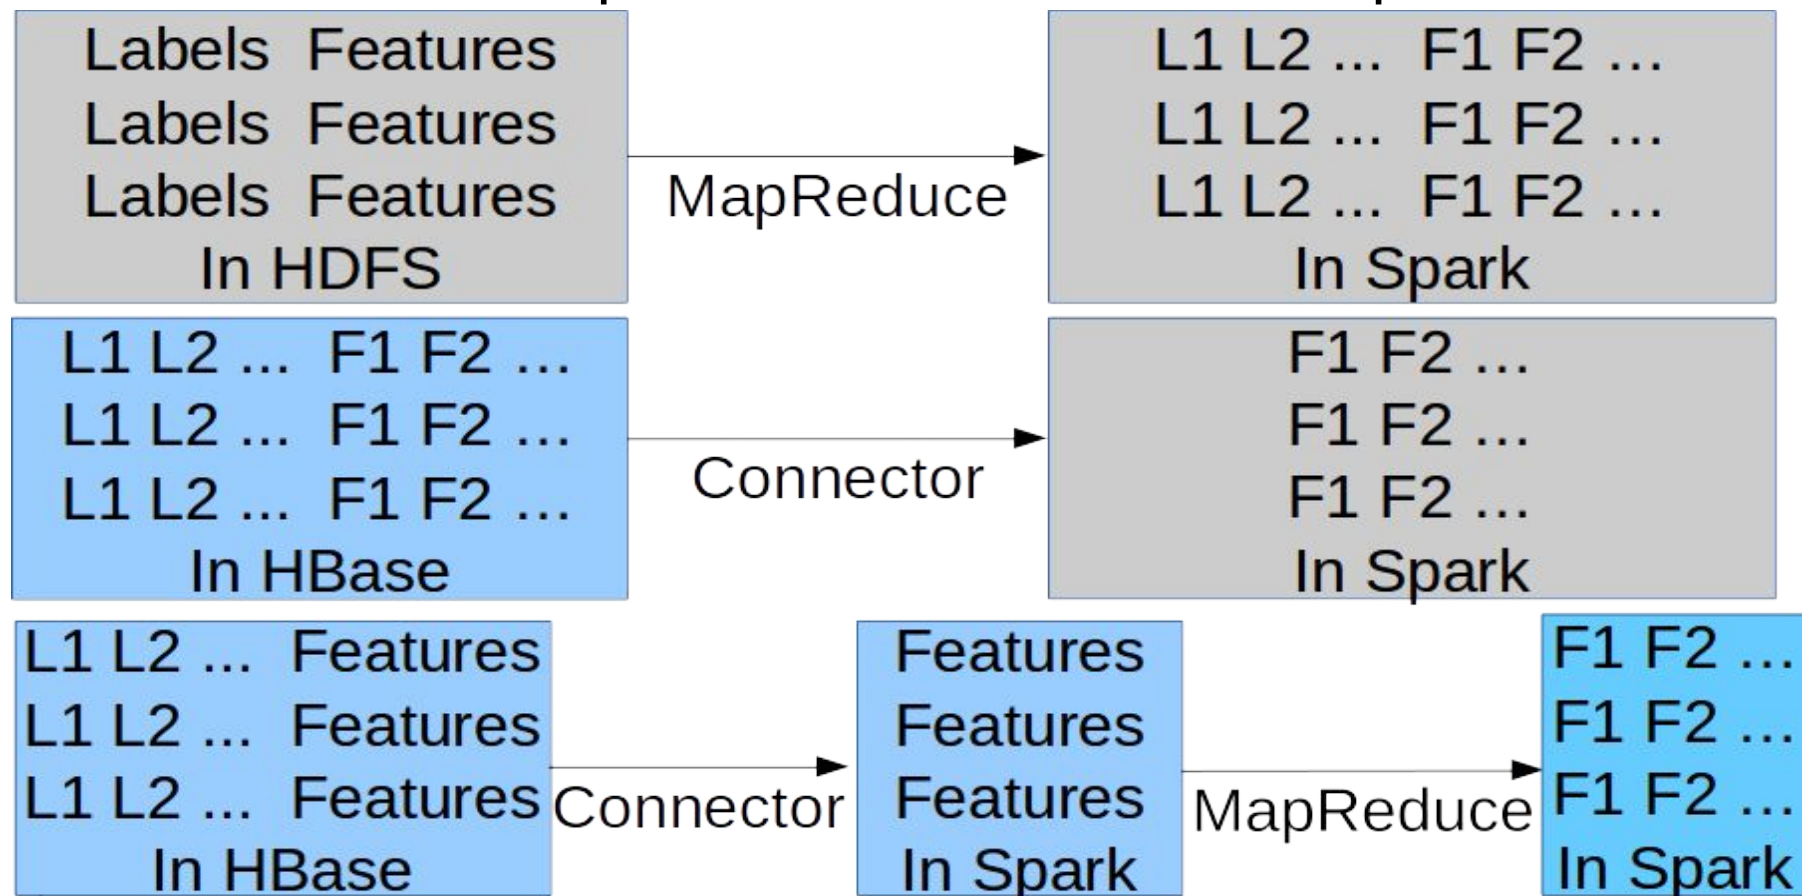 Labels Features
Labels Features
Labels Features
In HDFS
MapReduce
L1 L2 ... F1 F2 ...
L1 L2 ... F1 F2 ...
L1 L2 ... F1 F2 ...
In Spark
L1 L2 ... F1 F2 ...
L1 L2 ... F1 F2 ...
L1 L2 ... F1 F2 ...
In HBase
Connector
F1 F2 ...
F1 F2 ...
F1 F2 ...
In Spark
L1 L2 ... Features
L1 L2 ... Features
L1 L2 ... Features
In HBase
Connector
Features
Features
Features
In Spark
MapReduce
F1 F2 ...
F1 F2 ...
F1 F2 ...
In Spark